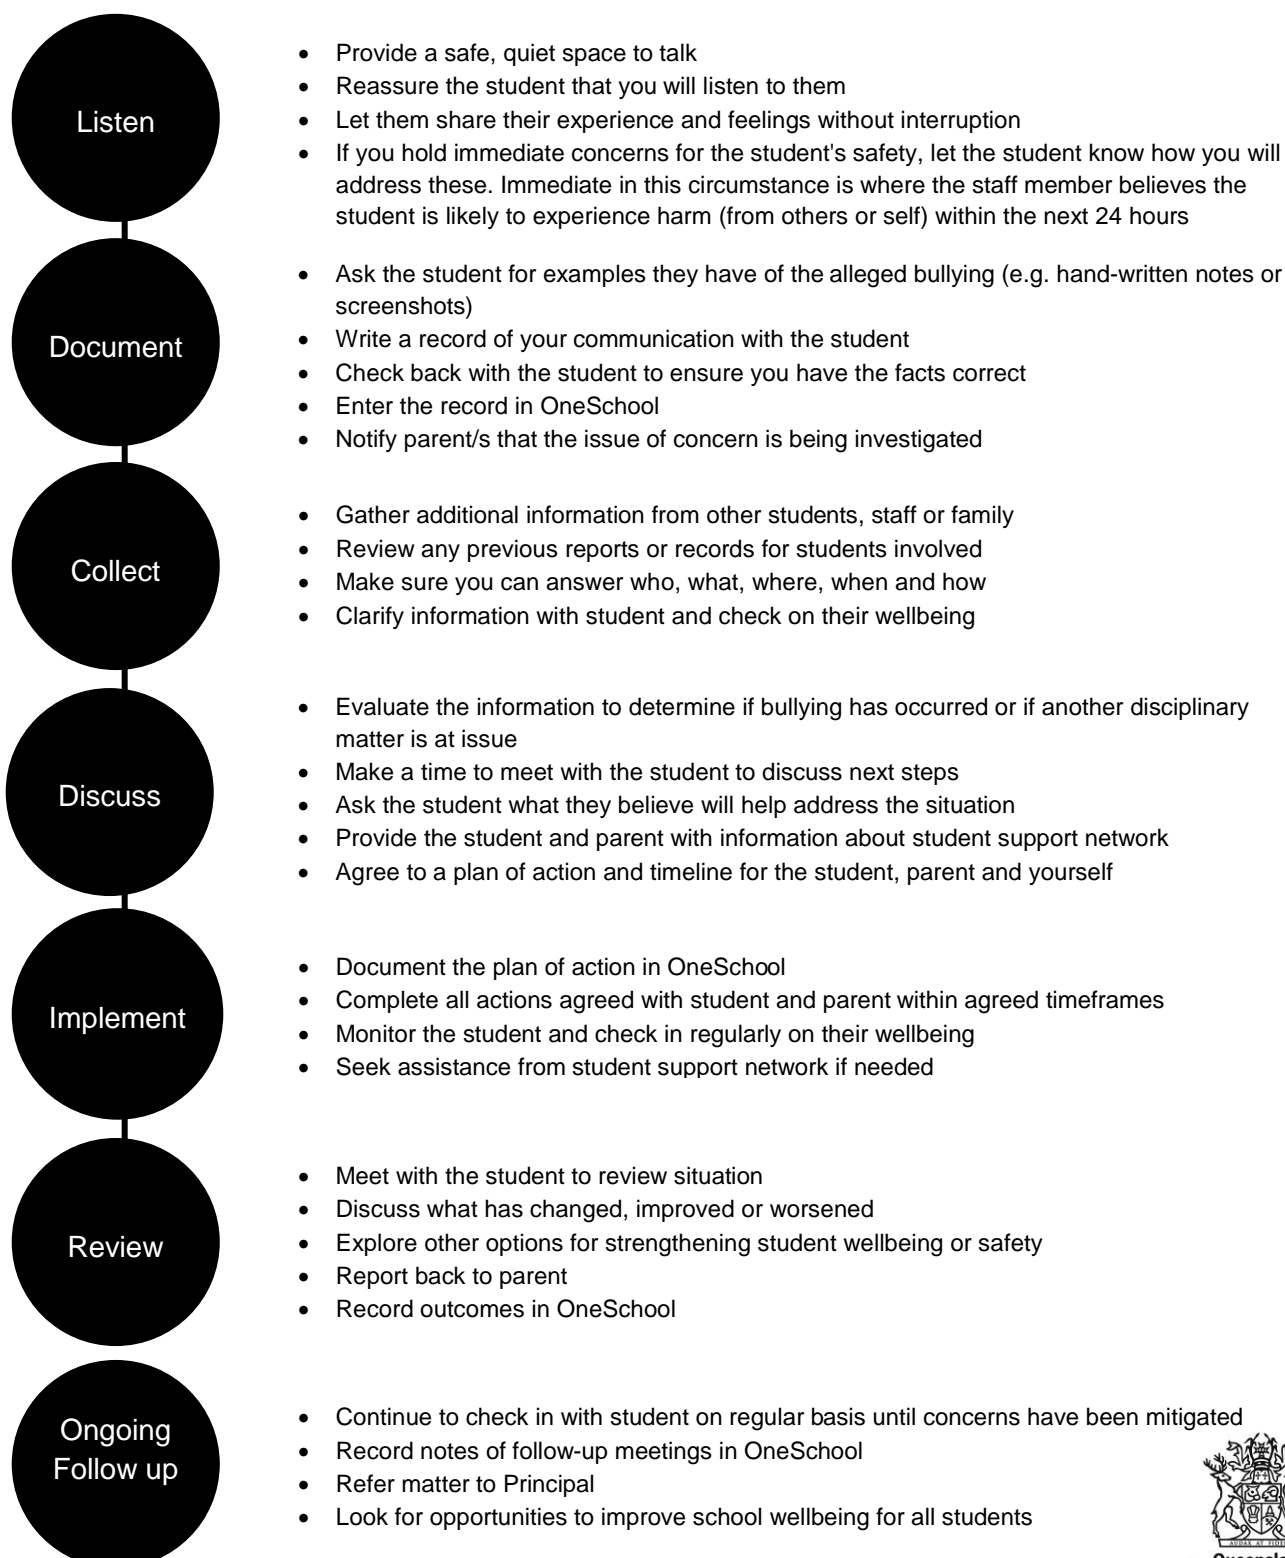 Listen
• Provide a safe, quiet space to talk
• Reassure the student that you will listen to them
• Let them share their experience and feelings without interruption
• If you hold immediate concerns for the student's safety, let the student know how you will
address these. Immediate in this circumstance is where the staff member believes the
student is likely to experience harm (from others or self) within the next 24 hours
Document
• Ask the student for examples they have of the alleged bullying (e.g. hand-written notes or
screenshots)
• Write a record of your communication with the student
• Check back with the student to ensure you have the facts correct
• Enter the record in OneSchool
• Notify parent/s that the issue of concern is being investigated
Collect
• Gather additional information from other students, staff or family
• Review any previous reports or records for students involved
• Make sure you can answer who, what, where, when and how
• Clarify information with student and check on their wellbeing
Discuss
• Evaluate the information to determine if bullying has occurred or if another disciplinary
matter is at issue
• Make a time to meet with the student to discuss next steps
• Ask the student what they believe will help address the situation
• Provide the student and parent with information about student support network
• Agree to a plan of action and timeline for the student, parent and yourself
Implement
• Document the plan of action in OneSchool
• Complete all actions agreed with student and parent within agreed timeframes
• Monitor the student and check in regularly on their wellbeing
• Seek assistance from student support network if needed
Review
• Meet with the student to review situation
• Discuss what has changed, improved or worsened
• Explore other options for strengthening student wellbeing or safety
• Report back to parent
• Record outcomes in OneSchool
Ongoing
Follow up
• Continue to check in with student on regular basis until concerns have been mitigated
• Record notes of follow-up meetings in OneSchool
• Refer matter to Principal
• Look for opportunities to improve school wellbeing for all students